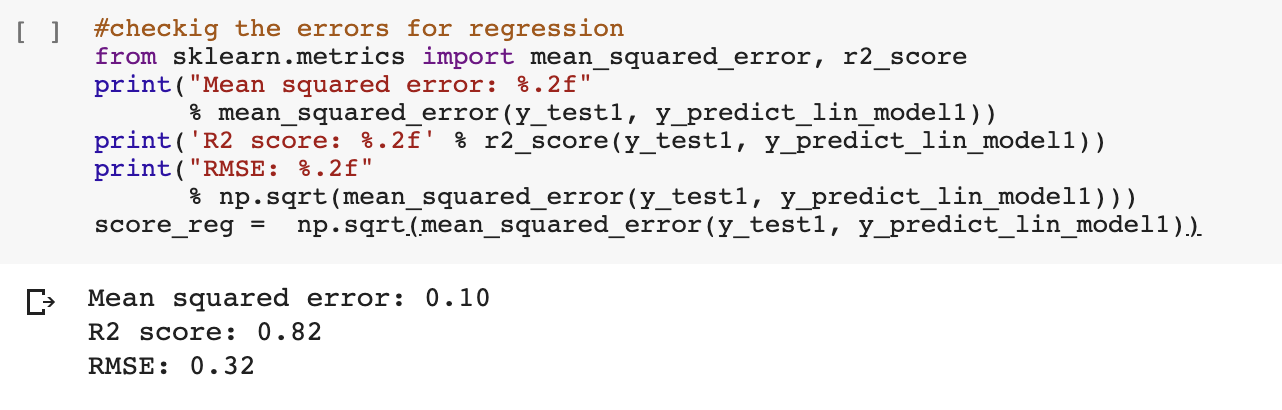 [ ] #checkig the errors for regression
from sklearn.metrics import mean_squared_error, r2_score
print("Mean squared error: %.2f"
      % mean_squared_error(y_test1, y_predict_lin_model1))
print('R2 score: %.2f' % r2_score(y_test1, y_predict_lin_model1))
print("RMSE: %.2f"
      % np.sqrt(mean_squared_error(y_test1, y_predict_lin_model1)))
score_reg =  np.sqrt(mean_squared_error(y_test1, y_predict_lin_model1))
Mean squared error: 0.10
R2 score: 0.82
RMSE: 0.32